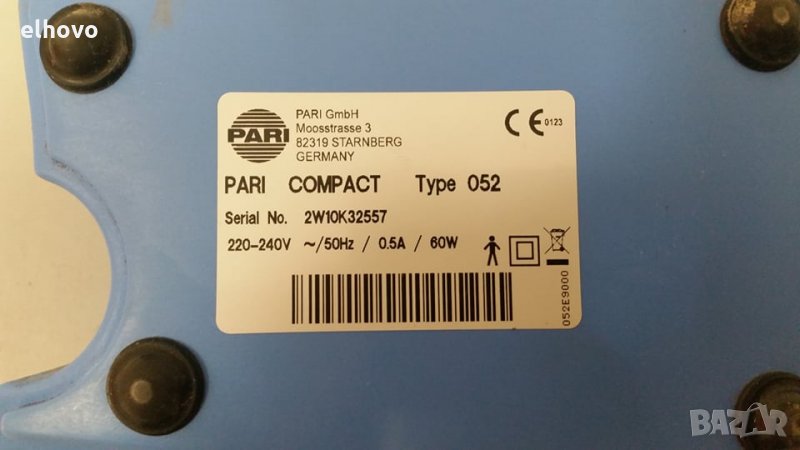 elhovo
PARI GmbH
Moosstrasse 3
82319 STARNBERG
GERMANY
PARI
CE 0123
PARI COMPACT Type 052
Serial No. 2W10K32557
220-240V ~/50Hz / 0.5A / 60W
052E9000
BAZAR